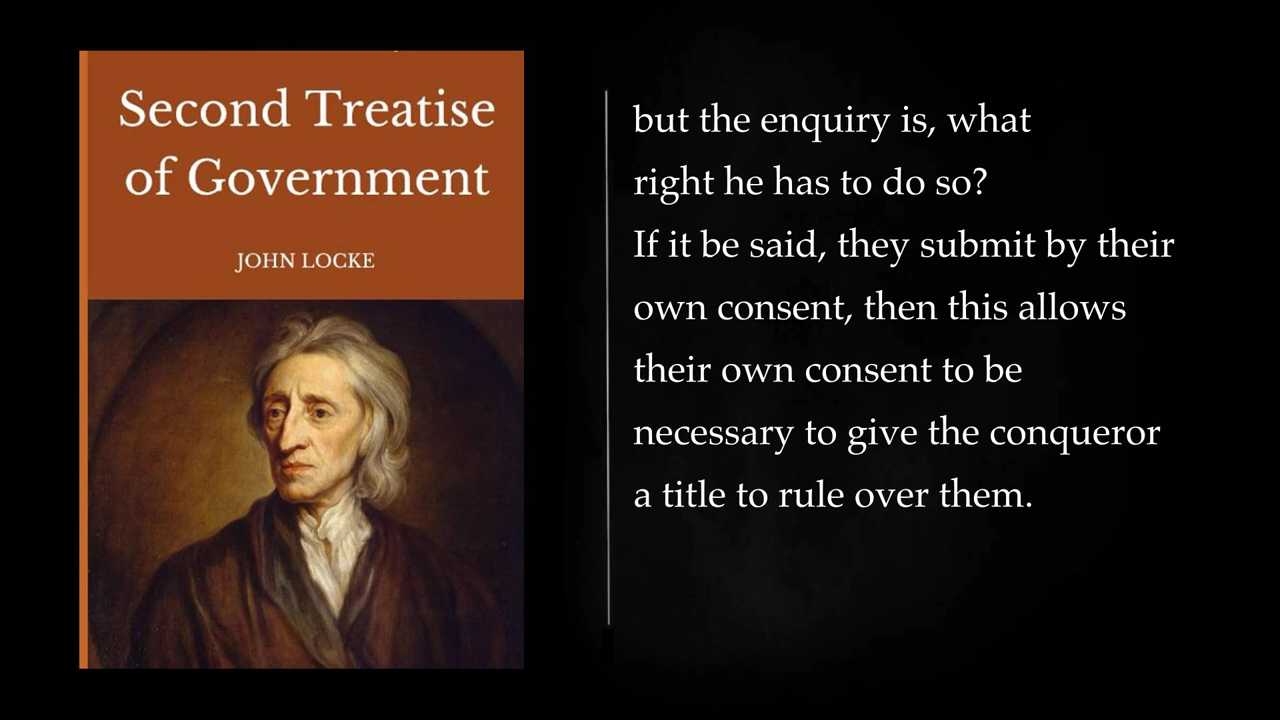 Second Treatise
of Government
JOHN LOCKE
but the enquiry is, what
right he has to do so?
If it be said, they submit by their
own consent, then this allows
their own consent to be
necessary to give the conqueror
a title to rule over them.